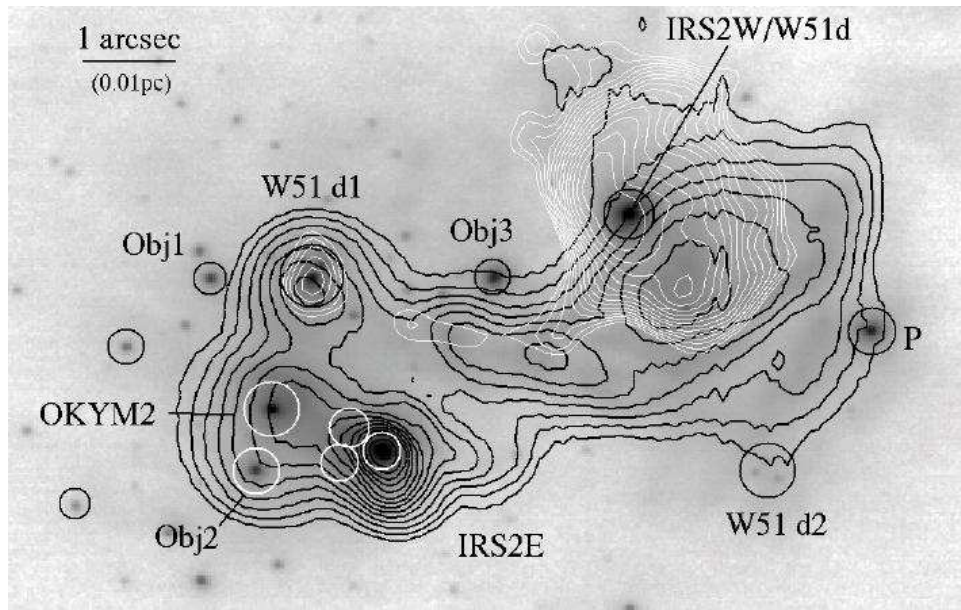 1 arcsec
(0.01pc)
IRS2W/W51d
W51 d1
Obj1
Obj3
P
OKYM2
Obj2
IRS2E
W51 d2